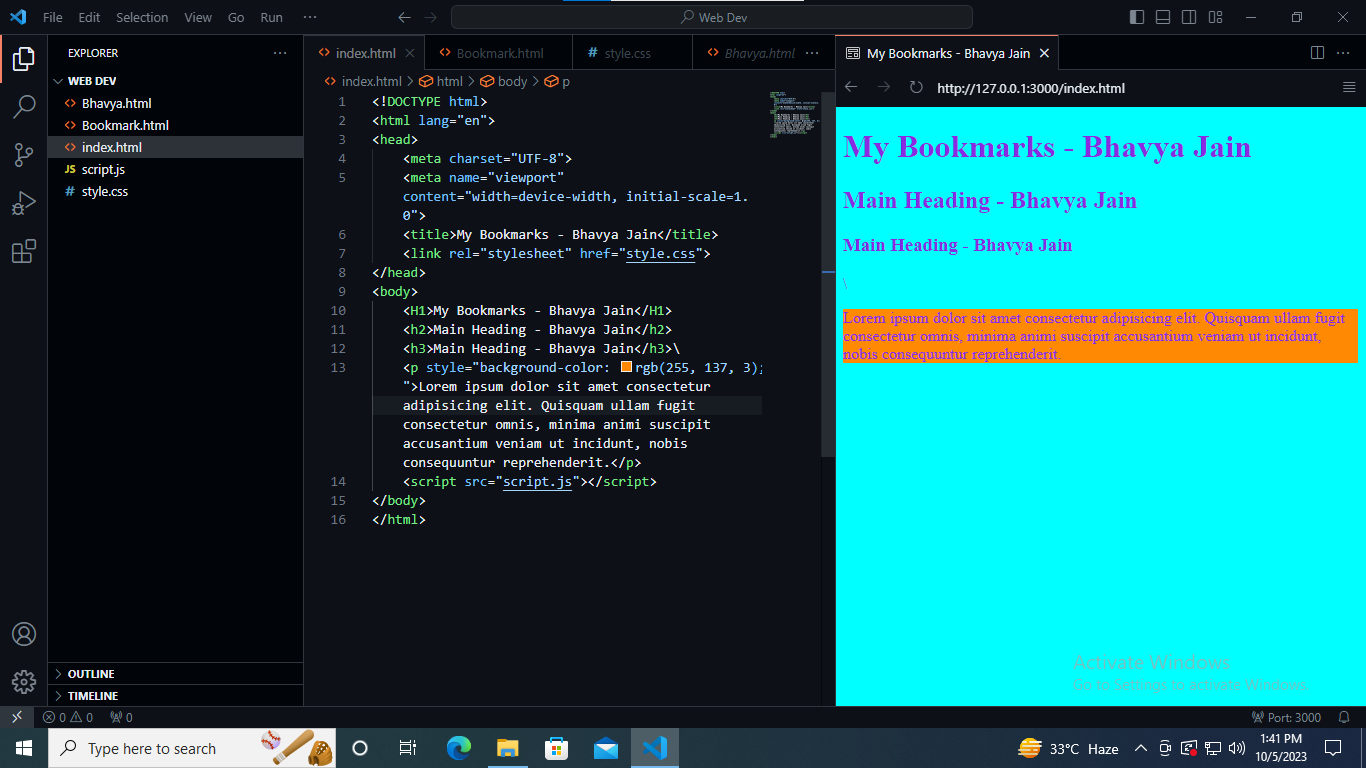 File Edit Selection View Go Run ··· Web Dev
EXPLORER ···
WEB DEV
Bhavya.html
Bookmark.html
index.html
JS script.js
# style.css
OUTLINE
TIMELINE
index.html Bookmark.html # style.css Bhavya.html ···
index.html > html > body > p
1 <!DOCTYPE html>
2 <html lang="en">
3 <head>
4 <meta charset="UTF-8">
5 <meta name="viewport"
content="width=device-width, initial-scale=1.
0">
6 <title>My Bookmarks - Bhavya Jain</title>
7 <link rel="stylesheet" href="style.css">
8 </head>
9 <body>
10 <H1>My Bookmarks - Bhavya Jain</H1>
11 <h2>Main Heading - Bhavya Jain</h2>
12 <h3>Main Heading - Bhavya Jain</h3>\
13 <p style="background-color: rgb(255, 137, 3);
">Lorem ipsum dolor sit amet consectetur
adipisicing elit. Quisquam ullam fugit
consectetur omnis, minima animi suscipit
accusantium veniam ut incidunt, nobis
consequuntur reprehenderit.</p>
14 <script src="script.js"></script>
15 </body>
16 </html>
My Bookmarks - Bhavya Jain ···
http://127.0.0.1:3000/index.html
My Bookmarks - Bhavya Jain
Main Heading - Bhavya Jain
Main Heading - Bhavya Jain
\
Lorem ipsum dolor sit amet consectetur adipisicing elit. Quisquam ullam fugit
consectetur omnis, minima animi suscipit accusantium veniam ut incidunt,
nobis consequuntur reprehenderit.
Activate Windows
Go to Settings to activate Windows.
0 0 0 Port: 3000
Type here to search 33°C Haze 1:41 PM
10/5/2023